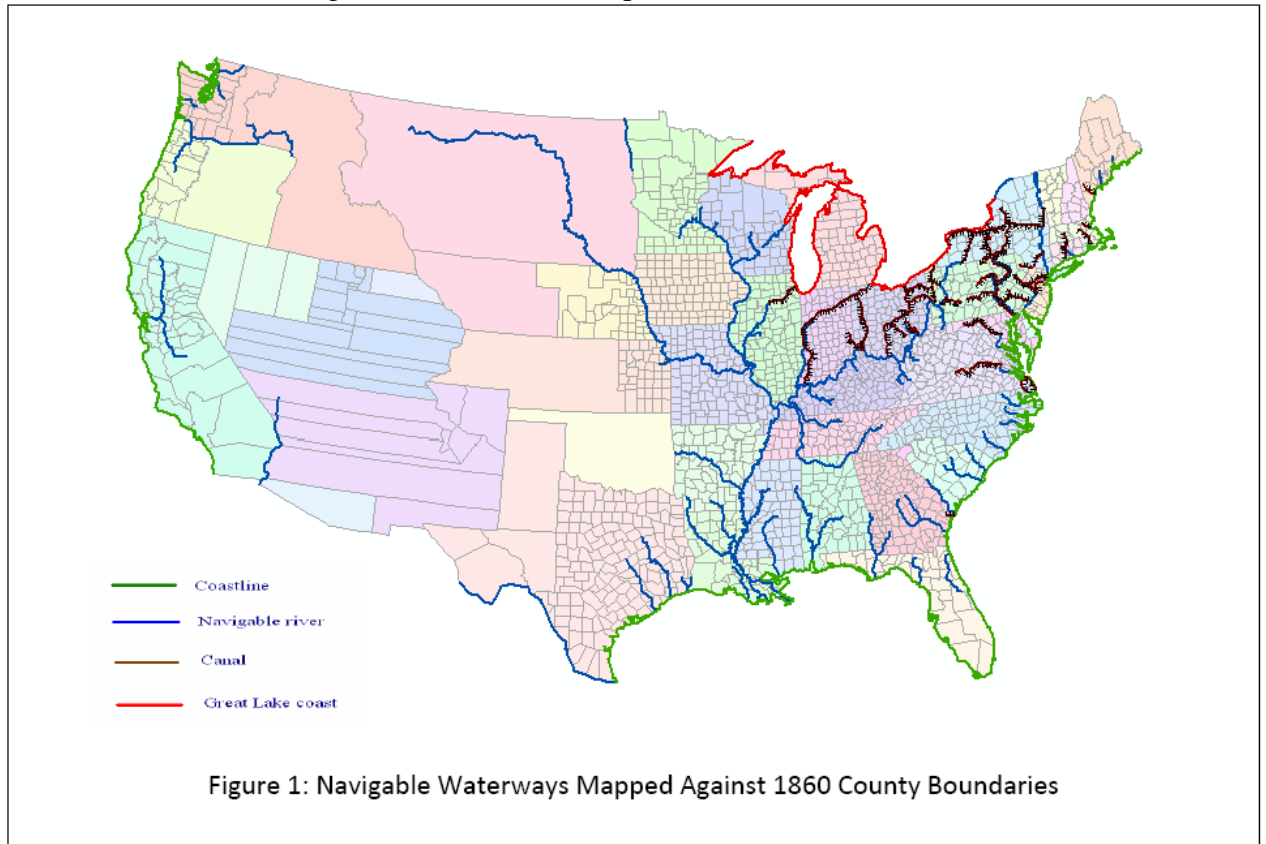 Coastline
Navigable river
Canal
Great Lake coast
Figure 1: Navigable Waterways Mapped Against 1860 County Boundaries